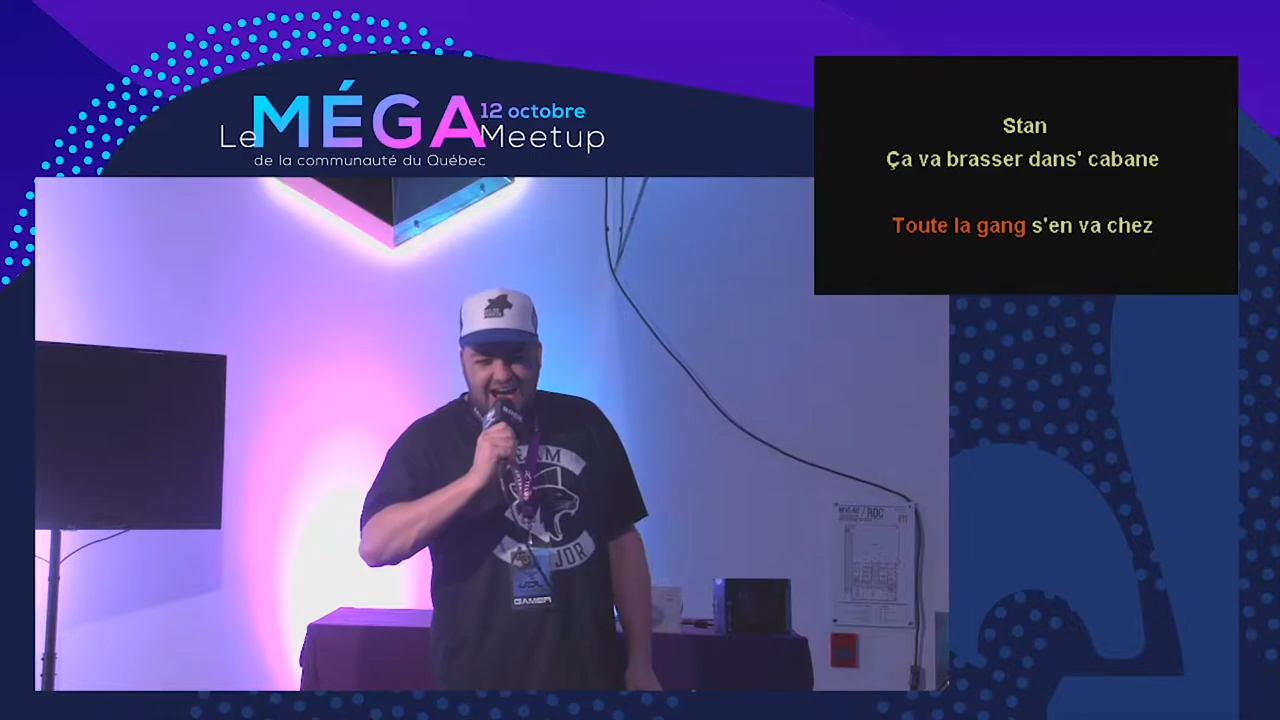 12 octobre
Le MÉGA Meetup
de la communauté du Québec
Stan
Ça va brasser dans' cabane
Toute la gang s'en va chez
GAMER